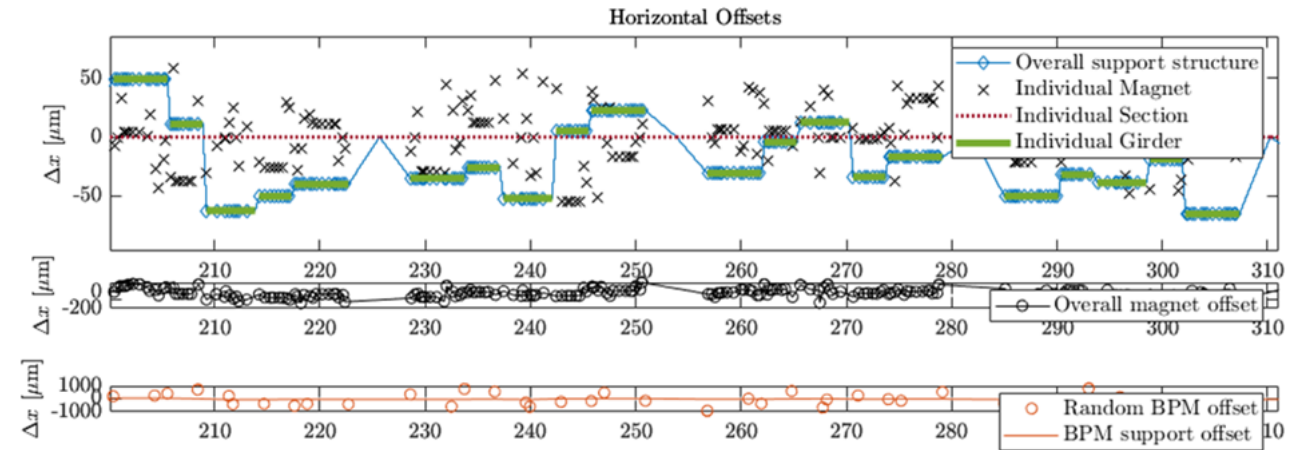 Horizontal Offsets
Δx [μm]
50
0
-50
Overall support structure
Individual Magnet
Individual Section
Individual Girder
210 220 230 240 250 260 270 280 290 300 310
Δx [μm]
0
-200
Overall magnet offset
210 220 230 240 250 260 270 280 290 300 310
Δx [μm]
1000
0
-1000
Random BPM offset
BPM support offset
210 220 230 240 250 260 270 280 10